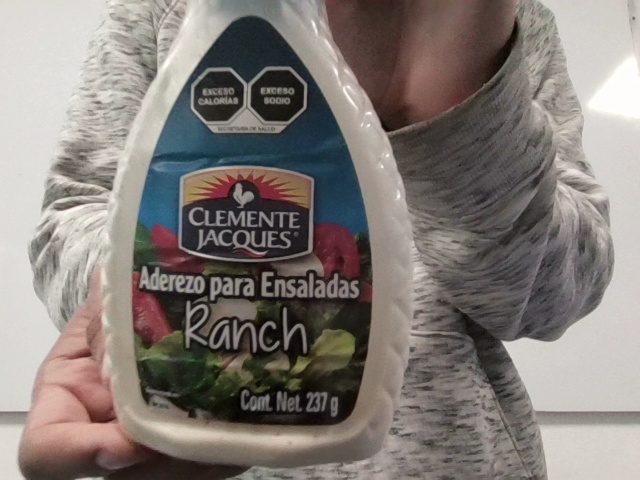 EXCESO CALORÍAS
EXCESO SODIO
SECRETARÍA DE SALUD
CLEMENTE
JACQUES®
Aderezo para Ensaladas
Ranch
Cont. Net. 237 g